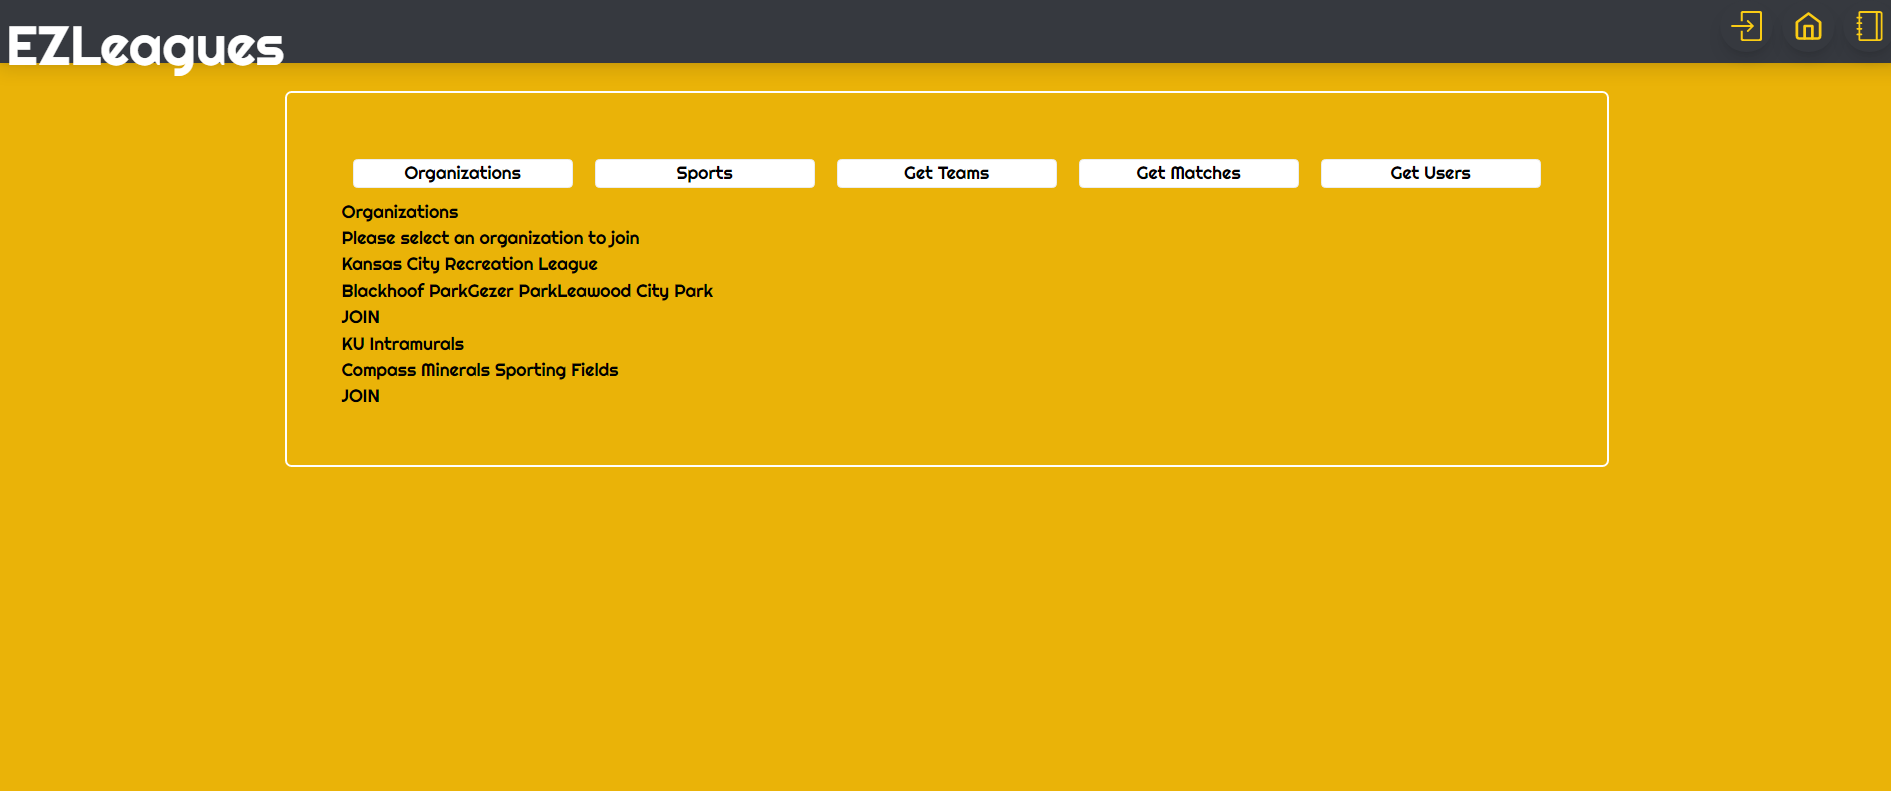 EZLeagues
Organizations Sports Get Teams Get Matches Get Users
Organizations
Please select an organization to join
Kansas City Recreation League
Blackhoof ParkGezer ParkLeawood City Park
JOIN
KU Intramurals
Compass Minerals Sporting Fields
JOIN